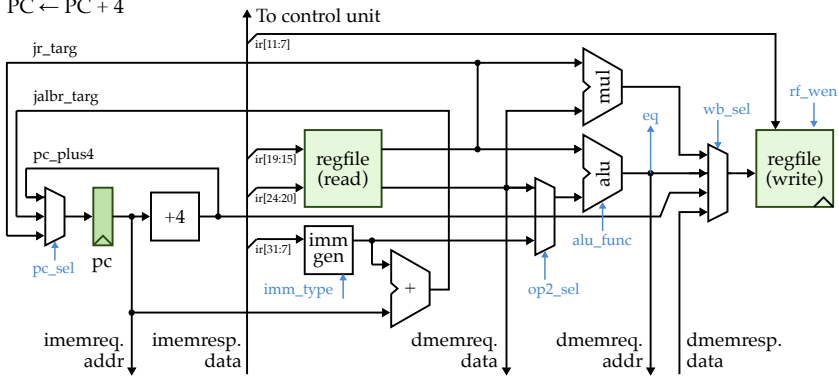 PC ← PC + 4
To control unit
ir[11:7]
jr_targ
mul
jalbr_targ
eq
wb_sel
rf_wen
pc_plus4
ir[19:15]
regfile
(read)
alu
regfile
(write)
ir[24:20]
+4
ir[31:7]
imm
gen
alu_func
pc_sel
pc
imm_type
+
op2_sel
imemreq.
addr
imemresp.
data
dmemreq.
data
dmemreq.
addr
dmemresp.
data